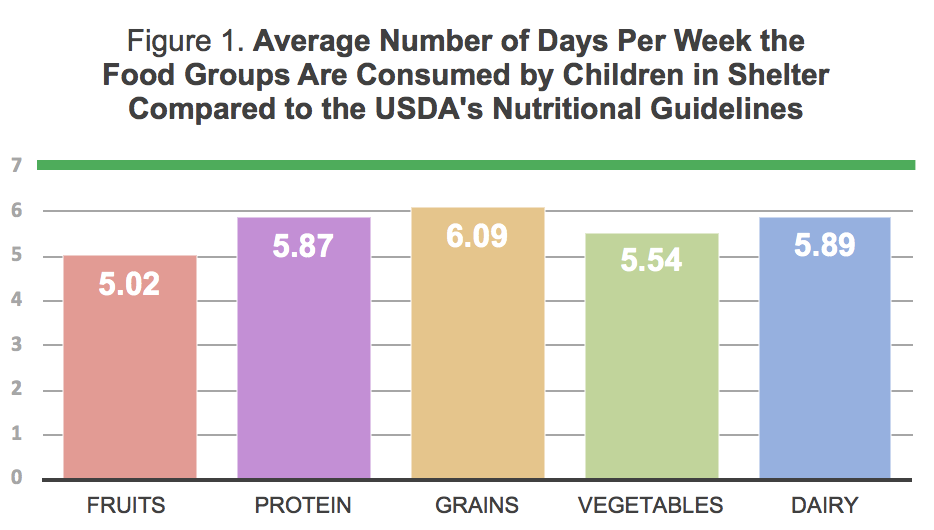 Figure 1. Average Number of Days Per Week the
Food Groups Are Consumed by Children in Shelter
Compared to the USDA's Nutritional Guidelines
7
6
5
4
3
2
1
0
5.02
5.87
6.09
5.54
5.89
FRUITS
PROTEIN
GRAINS
VEGETABLES
DAIRY